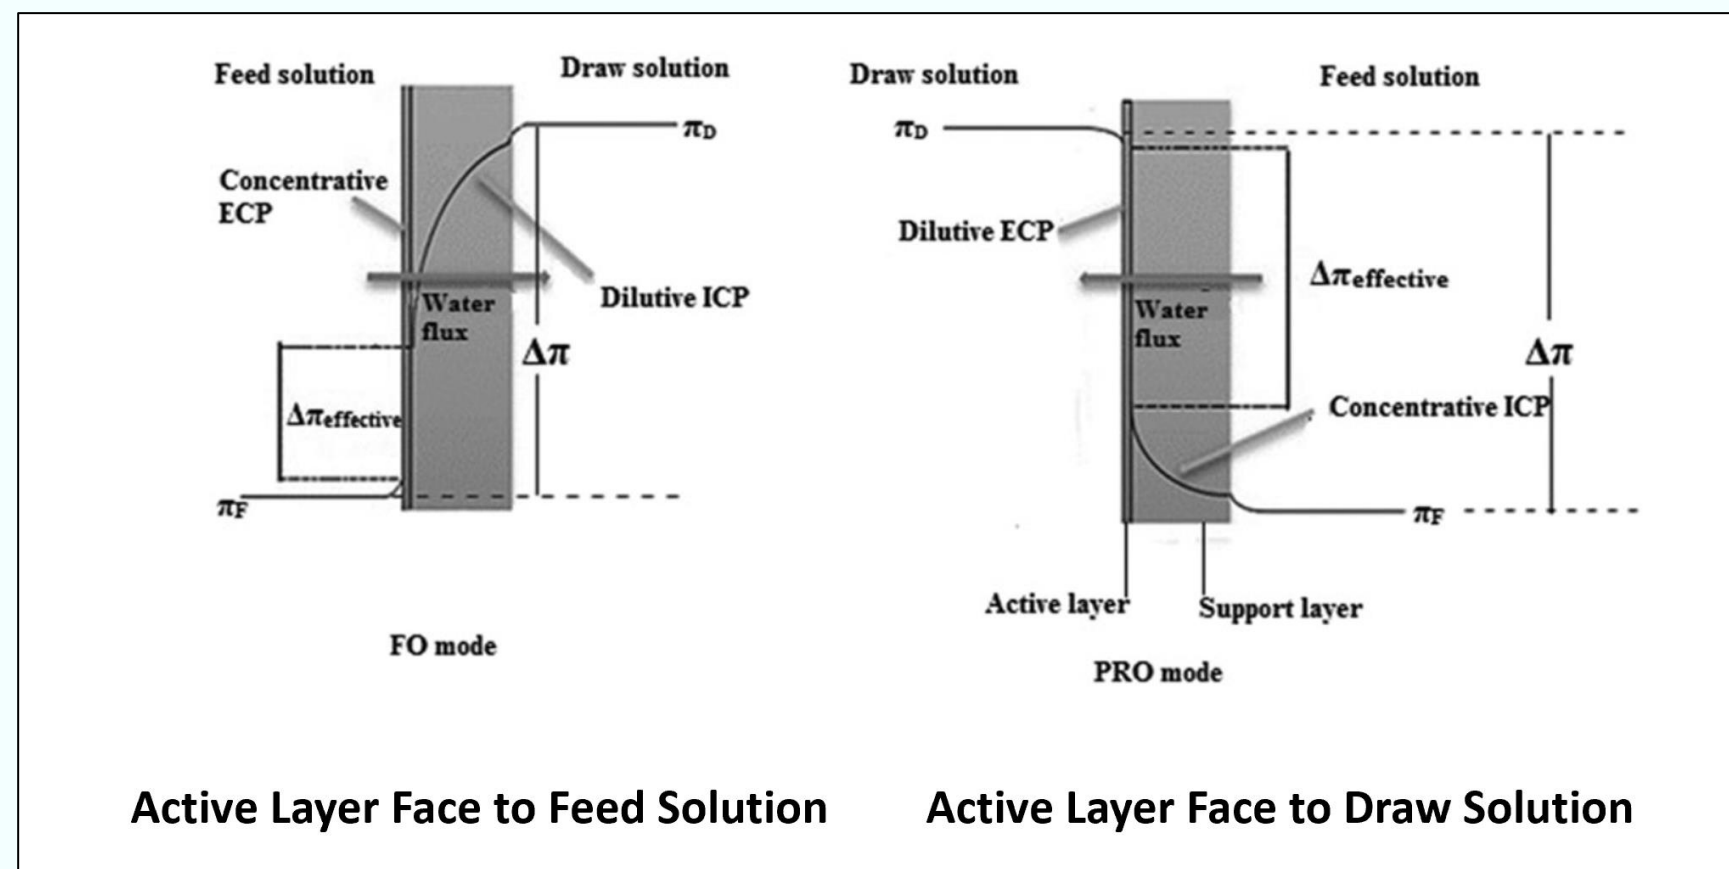 Feed solution
Draw solution
πD
Concentrative
ECP
Dilutive ICP
Water
flux
Δπ
Δπeffective
πF
FO mode
Draw solution
Feed solution
πD
Dilutive ECP
Δπeffective
Water
flux
Δπ
Concentrative ICP
πF
Active layer
Support layer
PRO mode
Active Layer Face to Feed Solution
Active Layer Face to Draw Solution